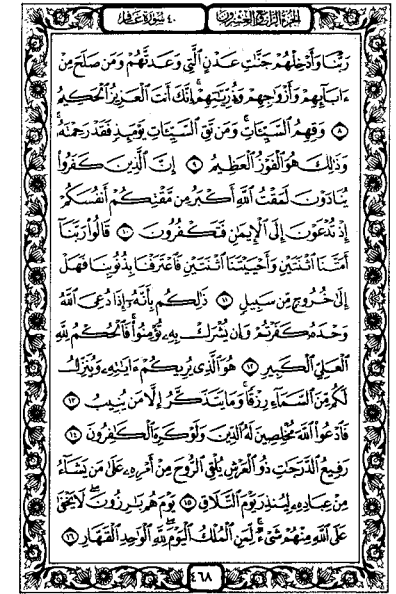 الجزء الرابع والعشرون
٤٠ سورة غافر
رَبَّنَا وَأَدْخِلْهُمْ جَنَّٰتِ عَدْنٍ ٱلَّتِى وَعَدتَّهُمْ وَمَن صَلَحَ مِنْ
ءَابَآئِهِمْ وَأَزْوَٰجِهِمْ وَذُرِّيَّٰتِهِمْ إِنَّكَ أَنتَ ٱلْعَزِيزُ ٱلْحَكِيمُ
٨ وَقِهِمُ ٱلسَّيِّـَٔاتِ وَمَن تَقِ ٱلسَّيِّـَٔاتِ يَوْمَئِذٍ فَقَدْ رَحِمْتَهُۥ
وَذَٰلِكَ هُوَ ٱلْفَوْزُ ٱلْعَظِيمُ ٩ إِنَّ ٱلَّذِينَ كَفَرُوا۟
يُنَادَوْنَ لَمَقْتُ ٱللَّهِ أَكْبَرُ مِن مَّقْتِكُمْ أَنفُسَكُمْ
إِذْ تُدْعَوْنَ إِلَى ٱلْإِيمَٰنِ فَتَكْفُرُونَ ١٠ قَالُوا۟ رَبَّنَآ
أَمَتَّنَا ٱثْنَتَيْنِ وَأَحْيَيْتَنَا ٱثْنَتَيْنِ فَٱعْتَرَفْنَا بِذُنُوبِنَا فَهَلْ
إِلَىٰ خُرُوجٍ مِّن سَبِيلٍ ١١ ذَٰلِكُم بِأَنَّهُۥٓ إِذَا دُعِىَ ٱللَّهُ
وَحْدَهُۥ كَفَرْتُمْ وَإِن يُشْرَكْ بِهِۦ تُؤْمِنُوا۟ فَٱلْحُكْمُ لِلَّهِ
ٱلْعَلِىِّ ٱلْكَبِيرِ ١٢ هُوَ ٱلَّذِى يُرِيكُمْ ءَايَٰتِهِۦ وَيُنَزِّلُ
لَكُم مِّنَ ٱلسَّمَآءِ رِزْقًا وَمَا يَتَذَكَّرُ إِلَّا مَن يُنِيبُ ١٣
فَٱدْعُوا۟ ٱللَّهَ مُخْلِصِينَ لَهُ ٱلدِّينَ وَلَوْ كَرِهَ ٱلْكَٰفِرُونَ ١٤
رَفِيعُ ٱلدَّرَجَٰتِ ذُو ٱلْعَرْشِ يُلْقِى ٱلرُّوحَ مِنْ أَمْرِهِۦ عَلَىٰ مَن يَشَآءُ
مِنْ عِبَادِهِۦ لِيُنذِرَ يَوْمَ ٱلتَّلَاقِ ١٥ يَوْمَ هُم بَٰرِزُونَ لَا يَخْفَىٰ
عَلَى ٱللَّهِ مِنْهُمْ شَىْءٌ لِّمَنِ ٱلْمُلْكُ ٱلْيَوْمَ لِلَّهِ ٱلْوَٰحِدِ ٱلْقَهَّارِ ١٦
٤٦٨